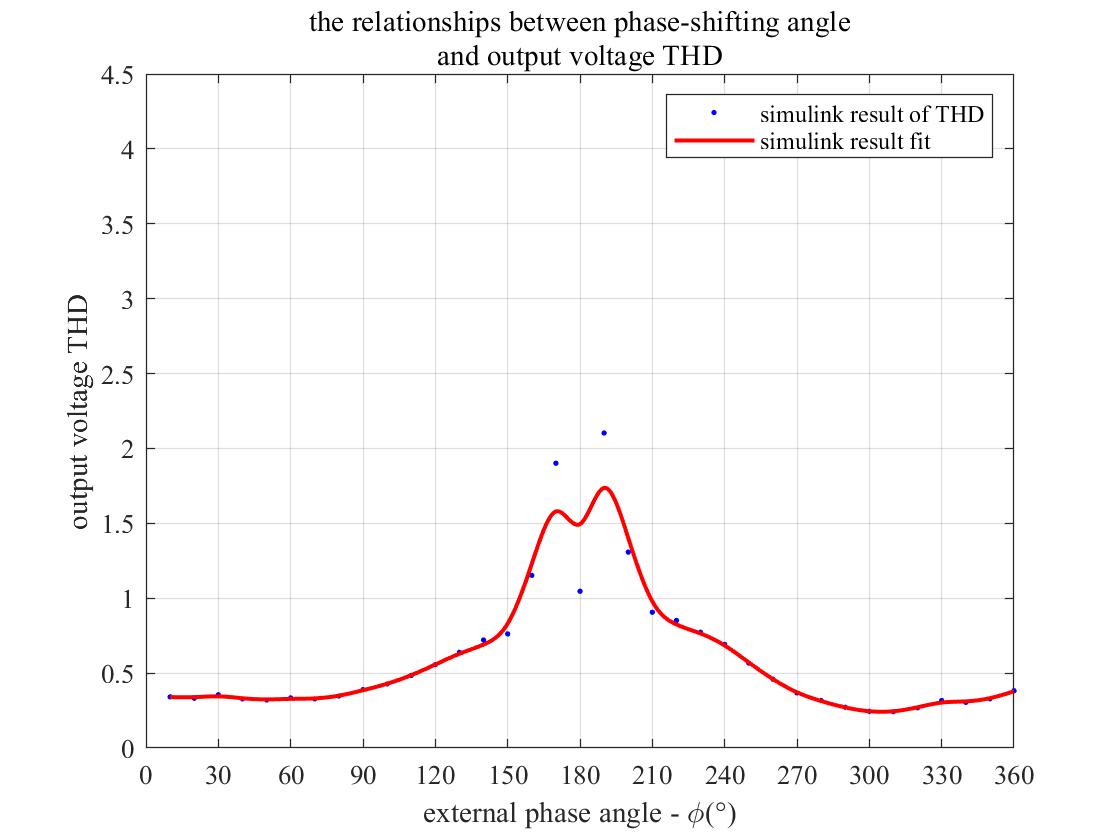 the relationships between phase-shifting angle
and output voltage THD
4.5
4
3.5
3
2.5
2
1.5
1
0.5
0
output voltage THD
simulink result of THD
simulink result fit
0 30 60 90 120 150 180 210 240 270 300 330 360
external phase angle - ϕ(°)